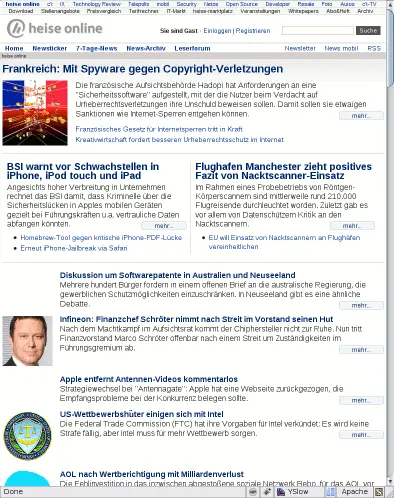 heise online c't iX Technology Review Telepolis mobil Security Netze Open Source Developer Resale Foto Autos c't-TV
Download Stellenangebote Preisvergleich Tarifrechner IT-Markt heise-marktplatz Veranstaltungen Whitepapers Abo&Heft Archiv
heise online
Sie sind Gast · Einloggen | Registrieren
Suche
Home Newsticker 7-Tage-News News-Archiv Leserforum Newsletter News mobil RSS
heise online
Frankreich: Mit Spyware gegen Copyright-Verletzungen
Die französische Aufsichtsbehörde Hadopi hat Anforderungen an eine
"Sicherheitssoftware" aufgestellt, mit der die Nutzer beim Verdacht auf
Urheberrechtsverletzungen ihre Unschuld beweisen sollen. Damit sollen sie etwaigen
Sanktionen wie Internet-Sperren entgehen können.
mehr...
Französisches Gesetz für Internetsperren tritt in Kraft
Kreativwirtschaft fordert besseren Urheberrechtsschutz im Internet
BSI warnt vor Schwachstellen in
iPhone, iPod touch und iPad
Angesichts hoher Verbreitung in Unternehmen
rechnet das BSI damit, dass Kriminelle über die
Sicherheitslücken in Apples mobilen Geräten
gezielt bei Führungskräften u.a. vertrauliche Daten
abfangen könnten.
mehr...
Homebrew-Tool gegen kritische iPhone-PDF-Lücke
Erneut iPhone-Jailbreak via Safari
Flughafen Manchester zieht positives
Fazit von Nacktscanner-Einsatz
Im Rahmen eines Probebetriebs von Röntgen-
Körperscannern sind mittlerweile rund 210.000
Flugreisende durchleuchtet worden. Zuletzt gab es
vor allem von Datenschützern Kritik an den
Nacktscannern.
mehr...
EU will Einsatz von Nacktscannern an Flughäfen
vereinheitlichen
Diskussion um Softwarepatente in Australien und Neuseeland
Mehrere hundert Bürger fordern in einem offenen Brief an die australische Regierung, die
gewerblichen Schutzmöglichkeiten einzuschränken. In Neuseeland gibt es eine ähnliche
Debatte.
mehr...
Infineon: Finanzchef Schröter nimmt nach Streit im Vorstand seinen Hut
Nach dem Machtkampf im Aufsichtsrat kommt der Chiphersteller nicht zur Ruhe. Nun tritt
Finanzvorstand Marco Schröter offenbar nach einem Streit um Zuständigkeiten im
Führungsgremium ab.
mehr...
Apple entfernt Antennen-Videos kommentarlos
Strategiewechsel bei "Antennagate": Apple hat eine Webseite zurückgezogen, die
Empfangsprobleme bei der Konkurrenz belegen sollte.
mehr...
US-Wettbewerbshüter einigen sich mit Intel
Die Federal Trade Commission (FTC) hat ihre Vorgaben für Intel verkündet: Es wird keine
Strafe fällig, aber Intel muss für mehr Wettbewerb sorgen.
mehr...
AOL nach Wertberichtigung mit Milliardenverlust
Die Fehlinvestition in das inzwischen abgestoßene soziale Netzwerk Bebo, für das AOL vor
Done
YSlow
Apache